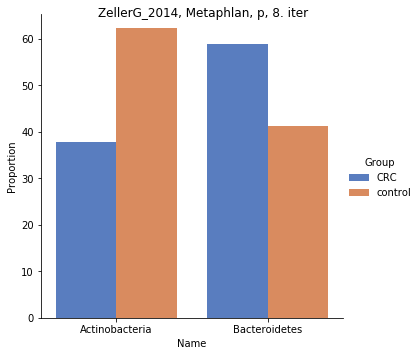 ZellerG_2014, Metaphlan, p, 8. iter
60
50
40
30
20
10
0
Proportion
Actinobacteria
Bacteroidetes
Name
Group
CRC
control